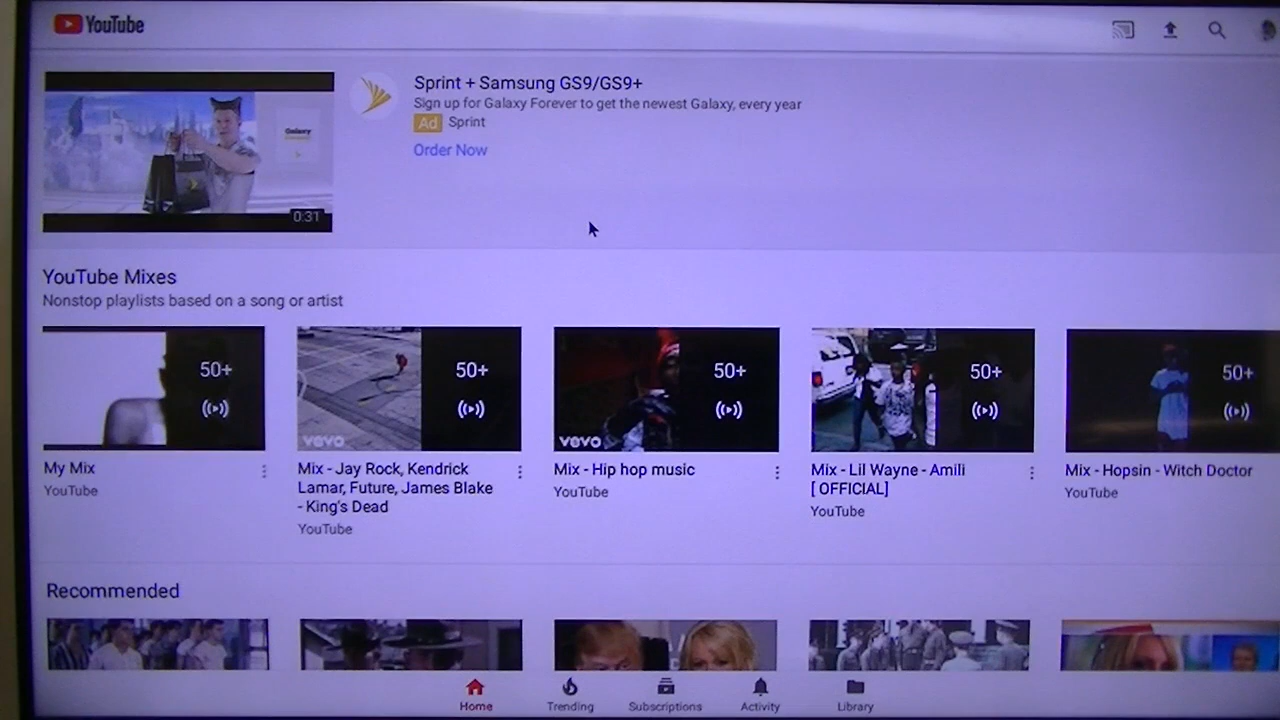 YouTube
Sprint + Samsung GS9/GS9+
Sign up for Galaxy Forever to get the newest Galaxy, every year
Ad Sprint
Order Now
Galaxy
0:31
YouTube Mixes
Nonstop playlists based on a song or artist
50+
50+
50+
50+
50+
vevo
vevo
My Mix
YouTube
Mix - Jay Rock, Kendrick
Lamar, Future, James Blake
- King's Dead
YouTube
Mix - Hip hop music
YouTube
Mix - Lil Wayne - Amili
[ OFFICIAL]
YouTube
Mix - Hopsin - Witch Doctor
YouTube
Recommended
Home
Trending
Subscriptions
Activity
Library